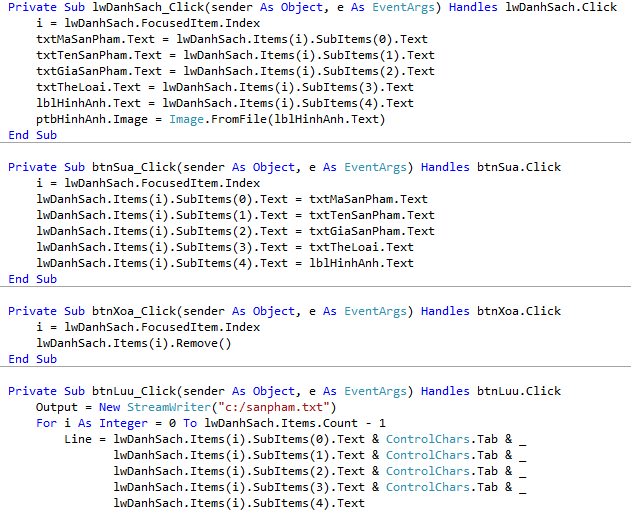 Private Sub lwDanhSach_Click(sender As Object, e As EventArgs) Handles lwDanhSach.Click
    i = lwDanhSach.FocusedItem.Index
    txtMaSanPham.Text = lwDanhSach.Items(i).SubItems(0).Text
    txtTenSanPham.Text = lwDanhSach.Items(i).SubItems(1).Text
    txtGiaSanPham.Text = lwDanhSach.Items(i).SubItems(2).Text
    txtTheLoai.Text = lwDanhSach.Items(i).SubItems(3).Text
    lblHinhAnh.Text = lwDanhSach.Items(i).SubItems(4).Text
    ptbHinhAnh.Image = Image.FromFile(lblHinhAnh.Text)
End Sub
Private Sub btnSua_Click(sender As Object, e As EventArgs) Handles btnSua.Click
    i = lwDanhSach.FocusedItem.Index
    lwDanhSach.Items(i).SubItems(0).Text = txtMaSanPham.Text
    lwDanhSach.Items(i).SubItems(1).Text = txtTenSanPham.Text
    lwDanhSach.Items(i).SubItems(2).Text = txtGiaSanPham.Text
    lwDanhSach.Items(i).SubItems(3).Text = txtTheLoai.Text
    lwDanhSach.Items(i).SubItems(4).Text = lblHinhAnh.Text
End Sub
Private Sub btnXoa_Click(sender As Object, e As EventArgs) Handles btnXoa.Click
    i = lwDanhSach.FocusedItem.Index
    lwDanhSach.Items(i).Remove()
End Sub
Private Sub btnLuu_Click(sender As Object, e As EventArgs) Handles btnLuu.Click
    Output = New StreamWriter("c:/sanpham.txt")
    For i As Integer = 0 To lwDanhSach.Items.Count - 1
        Line = lwDanhSach.Items(i).SubItems(0).Text & ControlChars.Tab & _
               lwDanhSach.Items(i).SubItems(1).Text & ControlChars.Tab & _
               lwDanhSach.Items(i).SubItems(2).Text & ControlChars.Tab & _
               lwDanhSach.Items(i).SubItems(3).Text & ControlChars.Tab & _
               lwDanhSach.Items(i).SubItems(4).Text